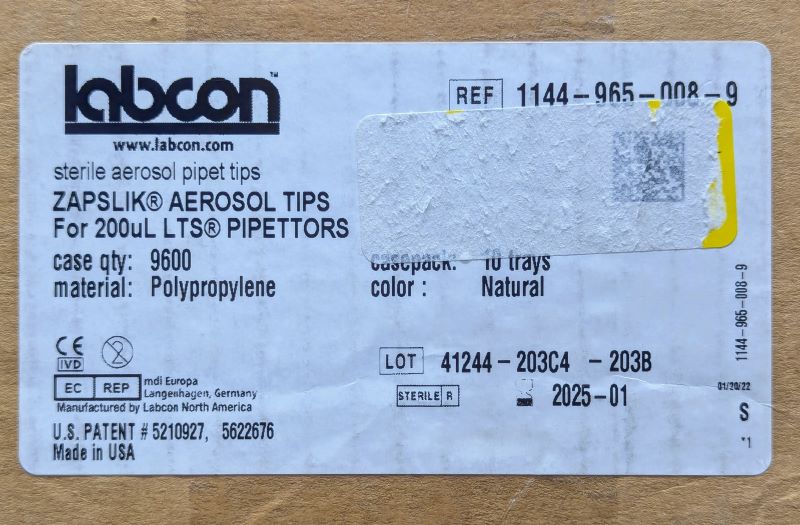 labcon™
www.labcon.com
REF 1144-965-008-9
sterile aerosol pipet tips
ZAPSLIK® AEROSOL TIPS
For 200uL LTS® PIPETTORS
case qty: 9600
casepack: 10 trays
material: Polypropylene
color : Natural
1144-965-008-9
CE
IVD
2
EC REP
mdi Europa
Langenhagen, Germany
Manufactured by Labcon North America
U.S. PATENT # 5210927, 5622676
Made in USA
LOT 41244-203C4 -203B
STERILE R
2025-01
01/20/22
S
*1